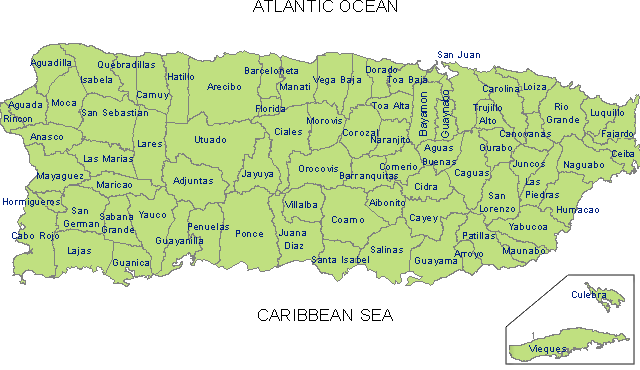 ATLANTIC OCEAN
San Juan
Aguadilla
Quebradillas
Isabela
Hatillo
Camuy
Arecibo
Barceloneta
Manati
Vega Baja
Dorado
Toa Baja
Carolina
Loiza
Aguada
Moca
Rincon
San Sebastian
Florida
Morovis
Toa Alta
Bayamon
Guaynabo
Trujillo
Alto
Rio
Grande
Luquillo
Anasco
Lares
Utuado
Ciales
Corozal
Naranjito
Aguas
Buenas
Gurabo
Canovanas
Fajardo
Las Marias
Ceiba
Mayaguez
Maricao
Adjuntas
Jayuya
Orocovis
Barranquitas
Comerio
Cidra
Caguas
Juncos
Las
Piedras
Naguabo
Hormigueros
San
German
Sabana
Grande
Yauco
Villalba
Coamo
Aibonito
Cayey
San
Lorenzo
Humacao
Cabo Rojo
Lajas
Guanica
Guayanilla
Penuelas
Ponce
Juana
Diaz
Santa Isabel
Salinas
Guayama
Arroyo
Patillas
Yabucoa
Maunabo
CARIBBEAN SEA
Culebra
Vieques